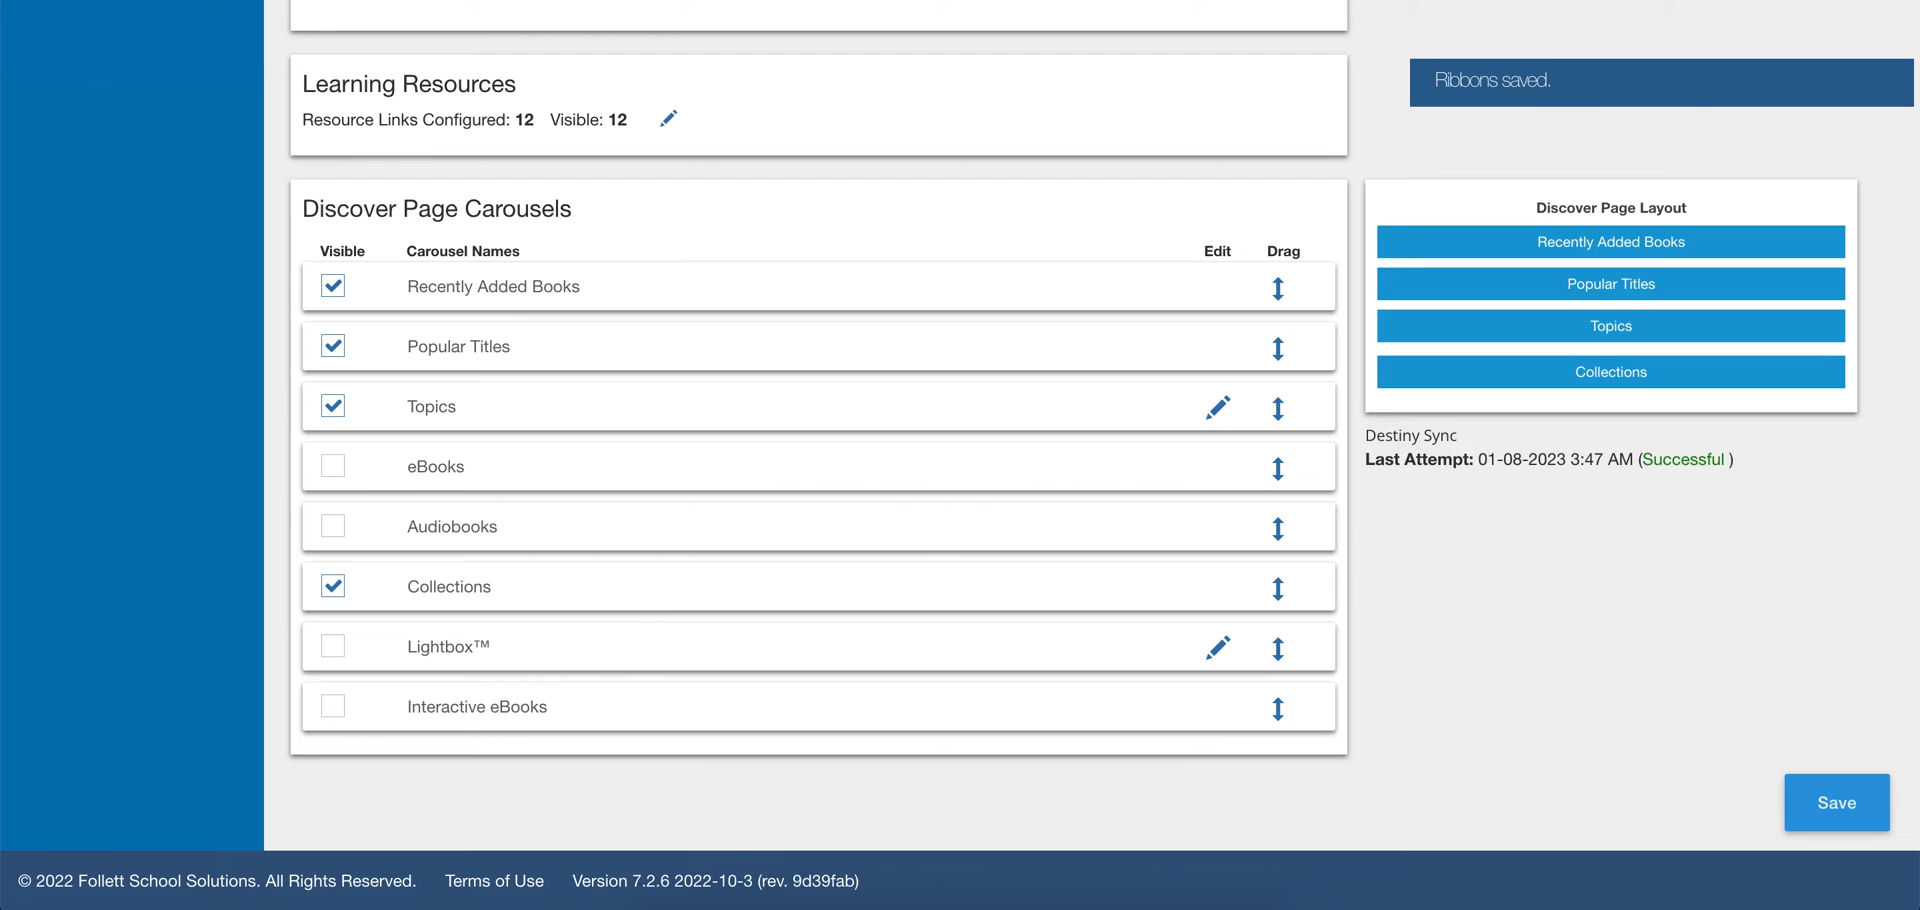 Ribbons saved.
Learning Resources
Resource Links Configured: 12 Visible: 12
Discover Page Carousels
Visible Carousel Names Edit Drag
Recently Added Books
Popular Titles
Topics
eBooks
Audiobooks
Collections
Lightbox™
Interactive eBooks
Discover Page Layout
Recently Added Books
Popular Titles
Topics
Collections
Destiny Sync
Last Attempt: 01-08-2023 3:47 AM (Successful )
Save
© 2022 Follett School Solutions. All Rights Reserved. Terms of Use Version 7.2.6 2022-10-3 (rev. 9d39fab)